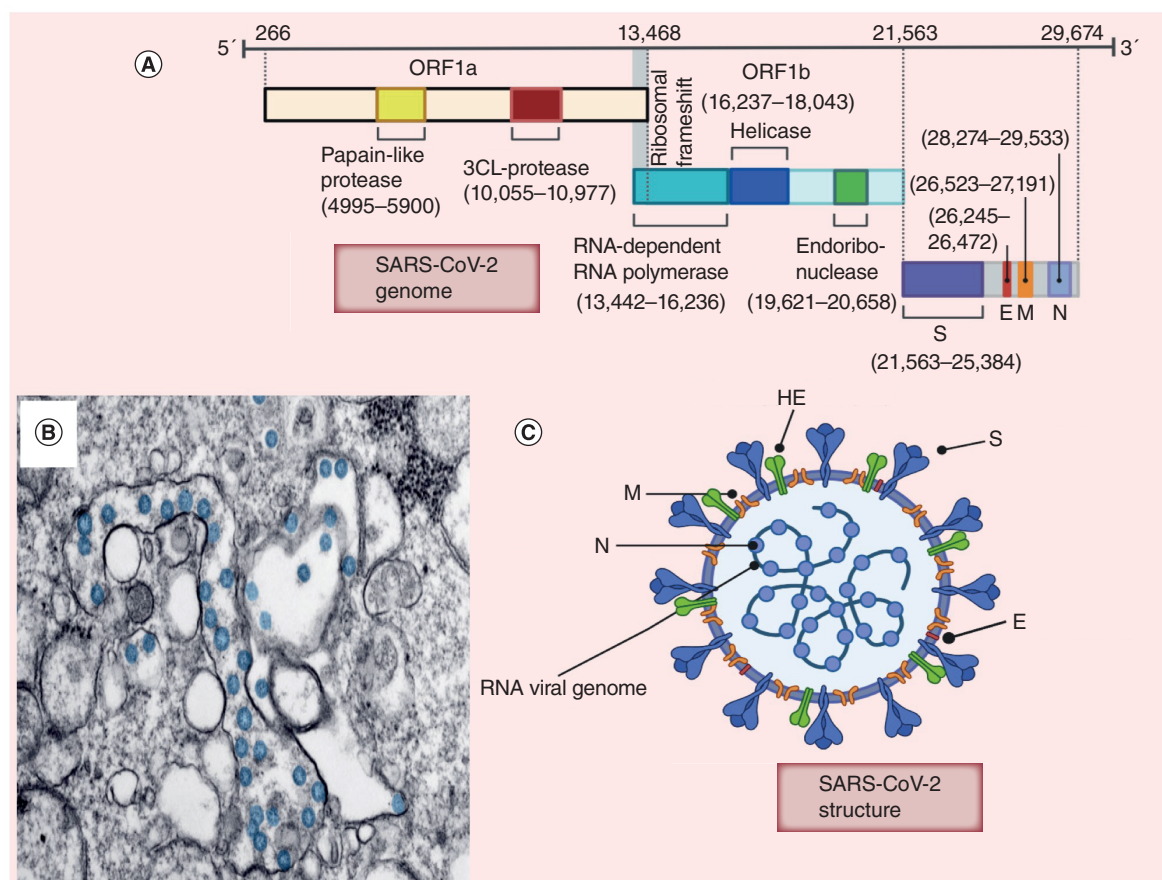 266
13,468
21,563
29,674
5´
3´
A
ORF1a
Ribosomal
frameshift
ORF1b
(16,237–18,043)
Helicase
(28,274–29,533)
Papain-like
protease
(4995–5900)
3CL-protease
(10,055–10,977)
(26,523–27,191)
(26,245–
26,472)
SARS-CoV-2
genome
RNA-dependent
RNA polymerase
(13,442–16,236)
Endoribo-
nuclease
(19,621–20,658)
E M N
S
(21,563–25,384)
B
C
HE
S
M
N
E
RNA viral genome
SARS-CoV-2
structure